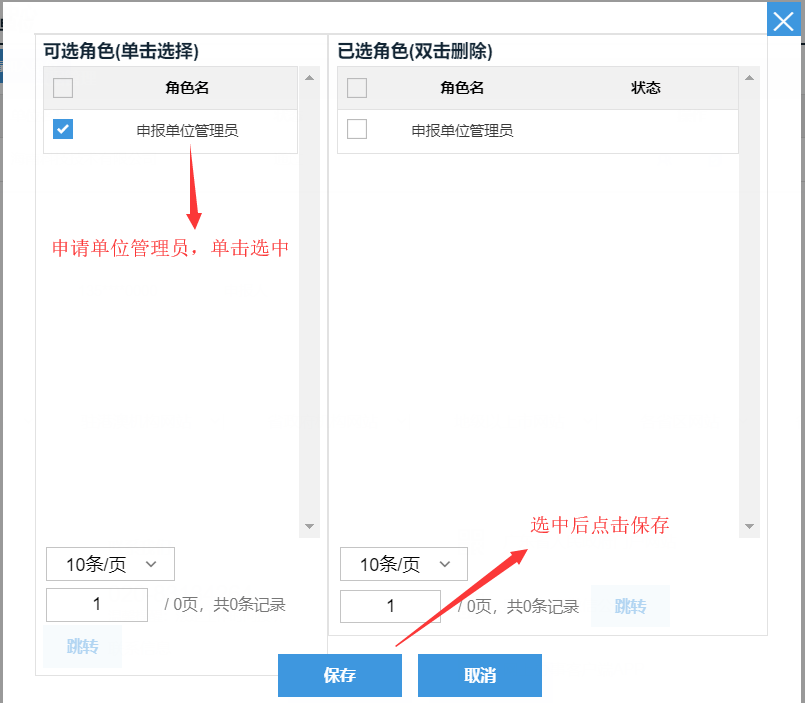 可选角色(单击选择)
角色名
申报单位管理员
申请单位管理员，单击选中
10条/页
1 / 0页，共0条记录
跳转
已选角色(双击删除)
角色名 状态
申报单位管理员
选中后点击保存
10条/页
1 / 0页，共0条记录 跳转
保存 取消